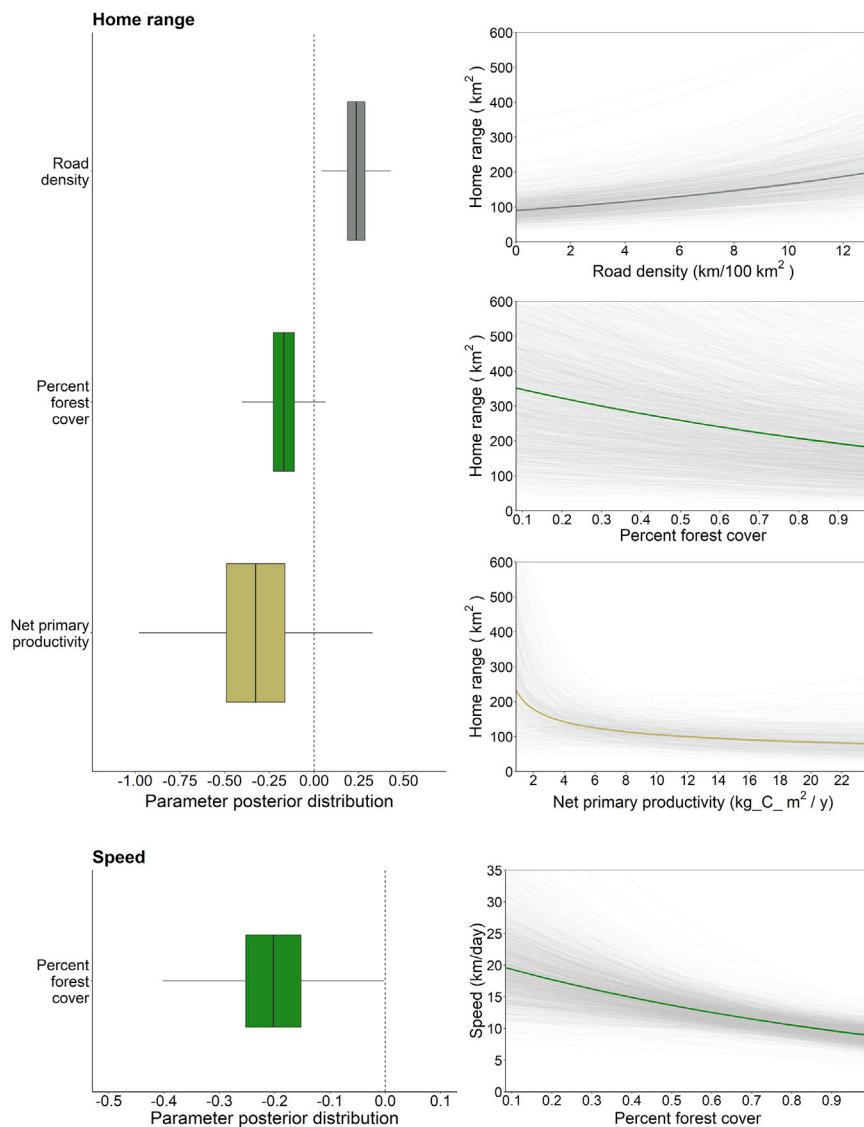 Home range
Road
density
Percent
forest
cover
Net primary
productivity
-1.00 -0.75 -0.50 -0.25 0.00 0.25 0.50
Parameter posterior distribution
Home range ( km² )
600
500
400
300
200
100
0
0 2 4 6 8 10 12
Road density (km/100 km² )
Home range ( km² )
600
500
400
300
200
100
0
0.1 0.2 0.3 0.4 0.5 0.6 0.7 0.8 0.9
Percent forest cover
Home range ( km² )
600
500
400
300
200
100
0
2 4 6 8 10 12 14 16 18 20 22
Net primary productivity (kg_C_ m² / y)
Speed
Percent
forest
cover
-0.5 -0.4 -0.3 -0.2 -0.1 0.0 0.1
Parameter posterior distribution
Speed (km/day)
35
30
25
20
15
10
5
0
0.1 0.2 0.3 0.4 0.5 0.6 0.7 0.8 0.9
Percent forest cover